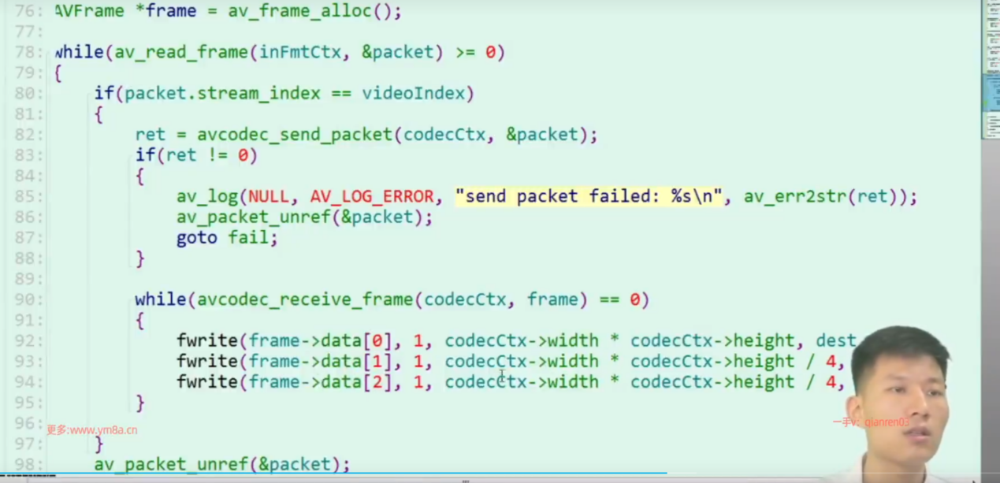 76: AVFrame *frame = av_frame_alloc();
77:
78: while(av_read_frame(inFmtCtx, &packet) >= 0)
79: {
80: if(packet.stream_index == videoIndex)
81: {
82: ret = avcodec_send_packet(codecCtx, &packet);
83: if(ret != 0)
84: {
85: av_log(NULL, AV_LOG_ERROR, "send packet failed: %s\n", av_err2str(ret));
86: av_packet_unref(&packet);
87: goto fail;
88: }
89:
90: while(avcodec_receive_frame(codecCtx, frame) == 0)
91: {
92: fwrite(frame->data[0], 1, codecCtx->width * codecCtx->height, dest
93: fwrite(frame->data[1], 1, codecCtx->width * codecCtx->height / 4,
94: fwrite(frame->data[2], 1, codecCtx->width * codecCtx->height / 4,
95: }
96:
更多:www.ym8a.cn
一手v: qianren03
97: }
98: av_packet_unref(&packet);